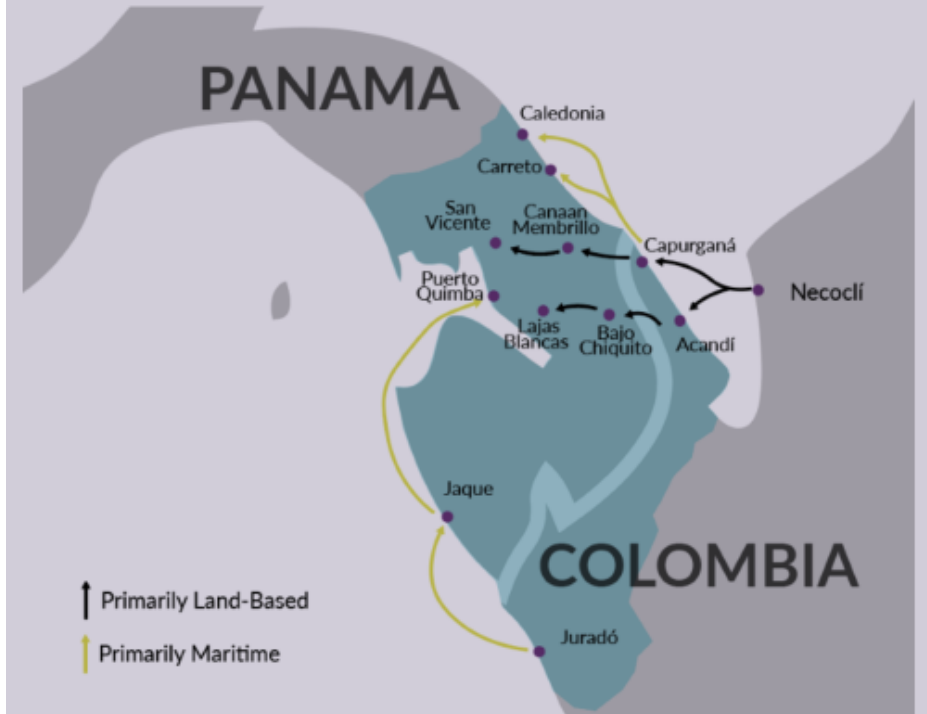 PANAMA
Caledonia
Carreto
San
Vicente
Canaan
Membrillo
Capurganá
Puerto
Quimba
Necoclí
Lajas
Blancas
Bajo
Chiquito
Acandí
Jaque
COLOMBIA
Primarily Land-Based
Juradó
Primarily Maritime